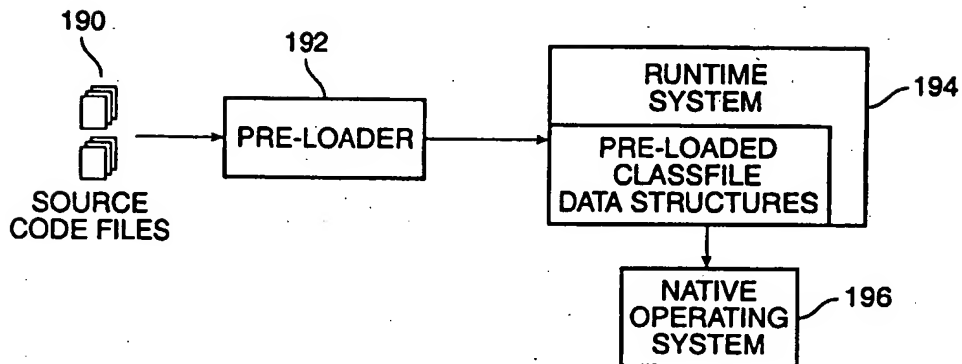 190
192
194
SOURCE
CODE FILES
PRE-LOADER
RUNTIME
SYSTEM
PRE-LOADED
CLASSFILE
DATA STRUCTURES
NATIVE
OPERATING
SYSTEM
196